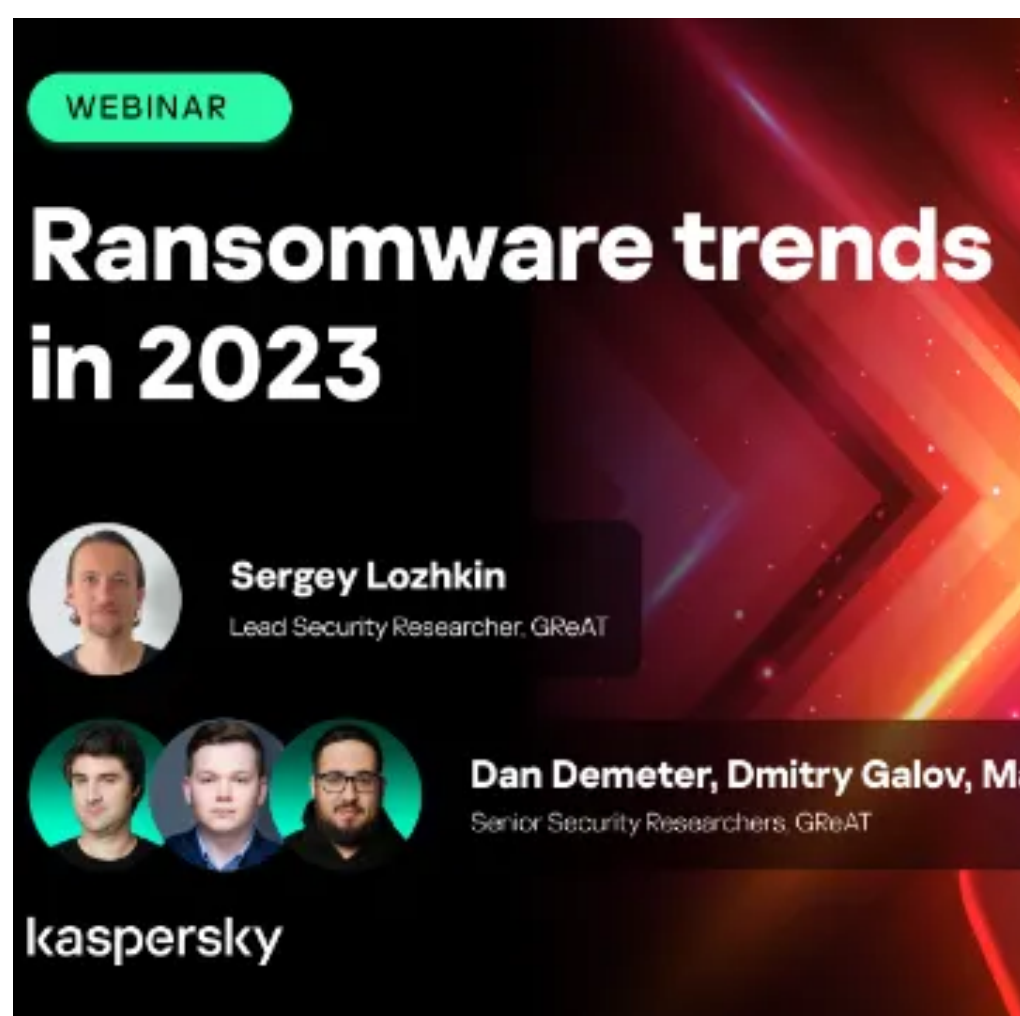 WEBINAR
Ransomware trends
in 2023
Sergey Lozhkin
Lead Security Researcher, GReAT
Dan Demeter, Dmitry Galov,
Senior Security Researchers, GReAT
kaspersky